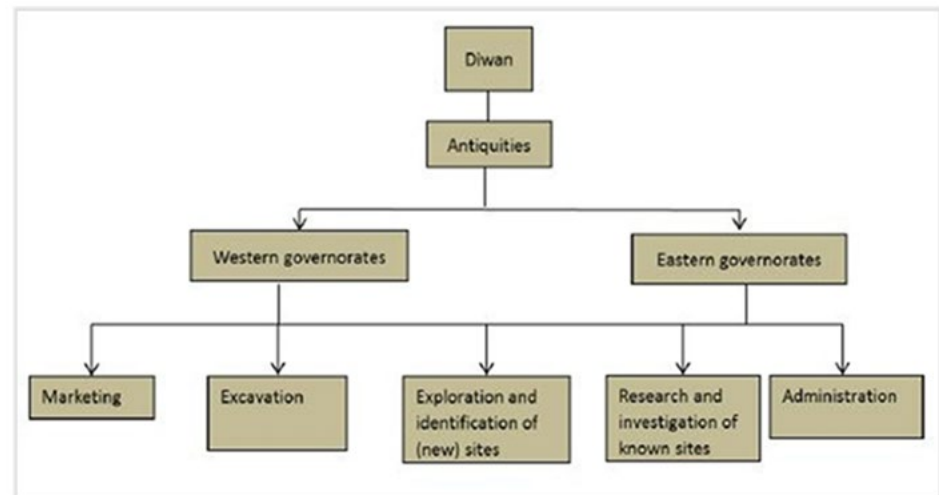 Diwan
Antiquities
Western governorates
Eastern governorates
Marketing
Excavation
Exploration and
identification of
(new) sites
Research and
investigation of
known sites
Administration